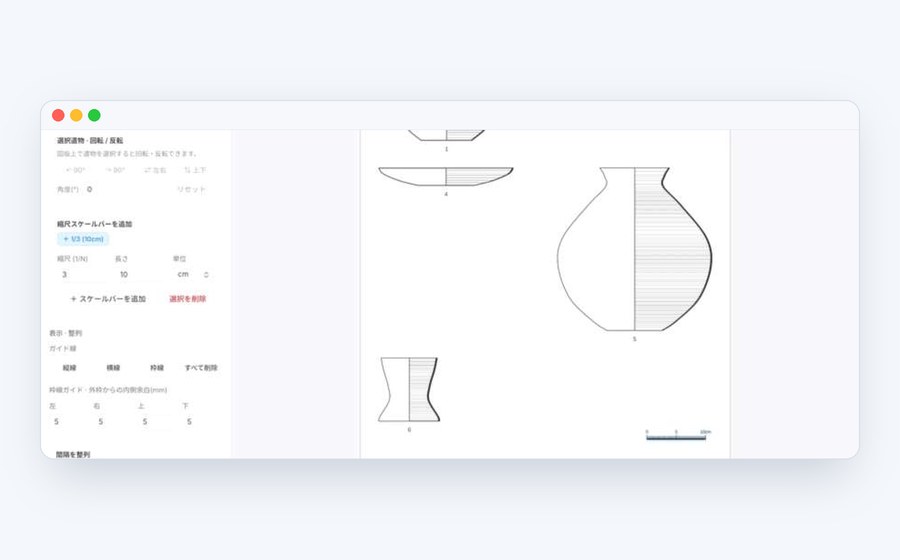 選択遺物・回転 / 反転
図版上で遺物を選択すると回転・反転できます。
↶ 90° ↷ 90° 左右 上下
角度(°) 0 リセット
縮尺スケールバーを追加
+ 1/3 (10cm)
縮尺 (1/N) 長さ 単位
3 10 cm
+ スケールバーを追加 選択を削除
表示・整列
ガイド線
縦線 横線 枠線 すべて削除
枠線ガイド・外枠からの内側余白(mm)
左 右 上 下
5 5 5 5
間隔を整列
1
4
5
6
0 5 10cm